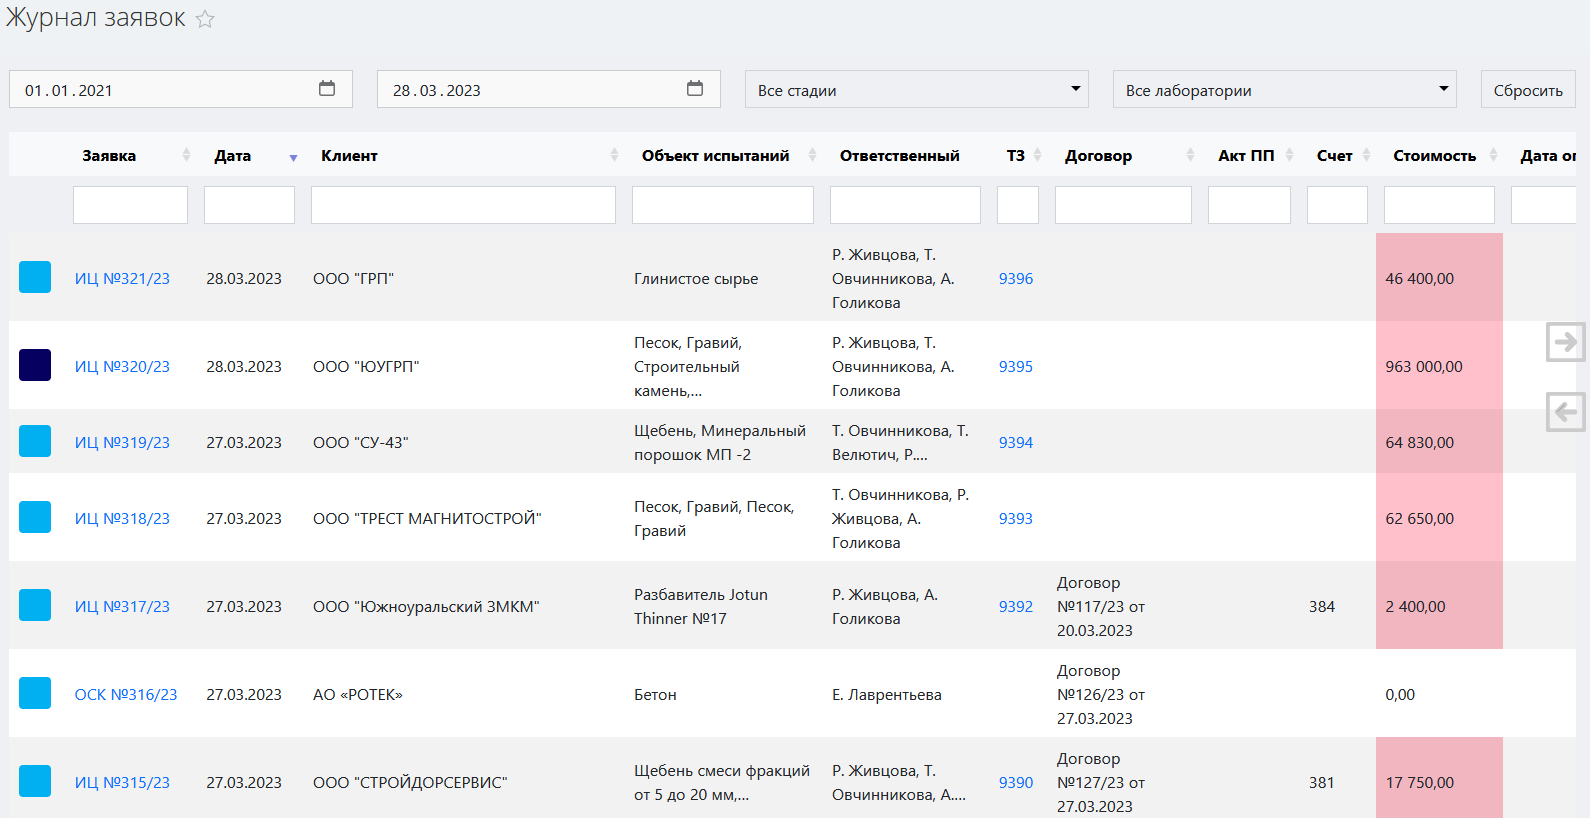 Журнал заявок
01.01.2021
28.03.2023
Все стадии
Все лаборатории
Сбросить
Заявка Дата Клиент Объект испытаний Ответственный ТЗ Договор Акт ПП Счет Стоимость Дата оп
ИЦ №321/23 28.03.2023 ООО "ГРП" Глинистое сырье
Р. Живцова, Т.
Овчинникова, А.
Голикова
9396
46 400,00
ИЦ №320/23 28.03.2023 ООО "ЮУГРП"
Песок, Гравий,
Строительный
камень,...
Р. Живцова, Т.
Овчинникова, А.
Голикова
9395
963 000,00
ИЦ №319/23 27.03.2023 ООО "СУ-43"
Щебень, Минеральный
порошок МП -2
Т. Овчинникова, Т.
Велютич, Р....
9394
64 830,00
ИЦ №318/23 27.03.2023 ООО "ТРЕСТ МАГНИТОСТРОЙ"
Песок, Гравий, Песок,
Гравий
Т. Овчинникова, Р.
Живцова, А.
Голикова
9393
62 650,00
ИЦ №317/23 27.03.2023 ООО "Южноуральский ЗМКМ"
Разбавитель Jotun
Thinner №17
Р. Живцова, А.
Голикова
9392
Договор
№117/23 от
20.03.2023
384
2 400,00
ОСК №316/23 27.03.2023 АО «РОТЕК» Бетон Е. Лаврентьева
Договор
№126/23 от
27.03.2023
0,00
ИЦ №315/23 27.03.2023 ООО "СТРОЙДОРСЕРВИС"
Щебень смеси фракций
от 5 до 20 мм,...
Р. Живцова, Т.
Овчинникова, А....
9390
Договор
№127/23 от
27.03.2023
381
17 750,00